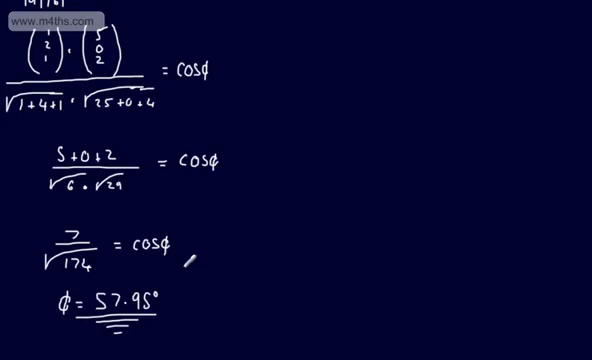 www.m4ths.com
(1 2 1) · (5 0 2)
/ √1+4+1 · √25+0+4 = cosϕ
5+0+2 / √6 · √29 = cosϕ
7 / √174 = cosϕ
ϕ = 57.95°